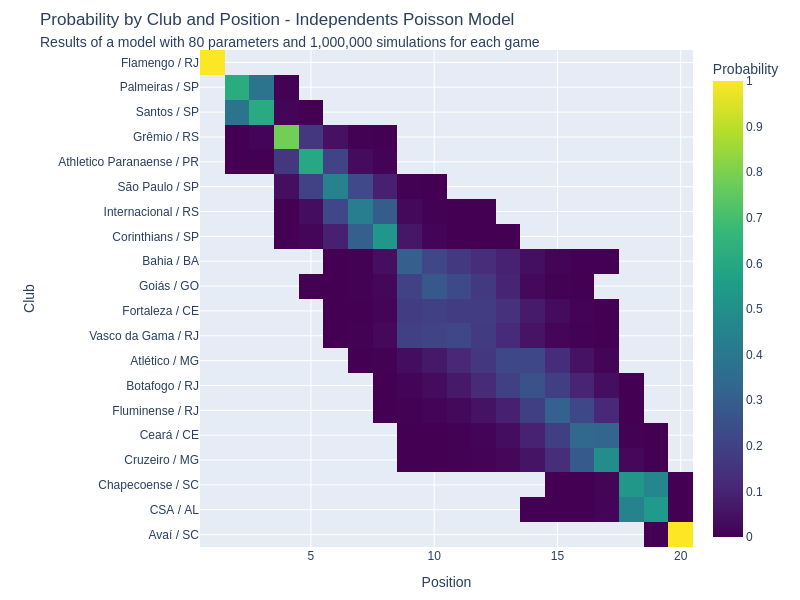 Probability by Club and Position - Independents Poisson Model
Results of a model with 80 parameters and 1,000,000 simulations for each game
Probability
Flamengo / RJ
Palmeiras / SP
Santos / SP
Grêmio / RS
Athletico Paranaense / PR
São Paulo / SP
Internacional / RS
Corinthians / SP
Bahia / BA
Goiás / GO
Fortaleza / CE
Vasco da Gama / RJ
Atlético / MG
Botafogo / RJ
Fluminense / RJ
Ceará / CE
Cruzeiro / MG
Chapecoense / SC
CSA / AL
Avaí / SC
Club
1
0.9
0.8
0.7
0.6
0.5
0.4
0.3
0.2
0.1
0
5
10
15
20
Position